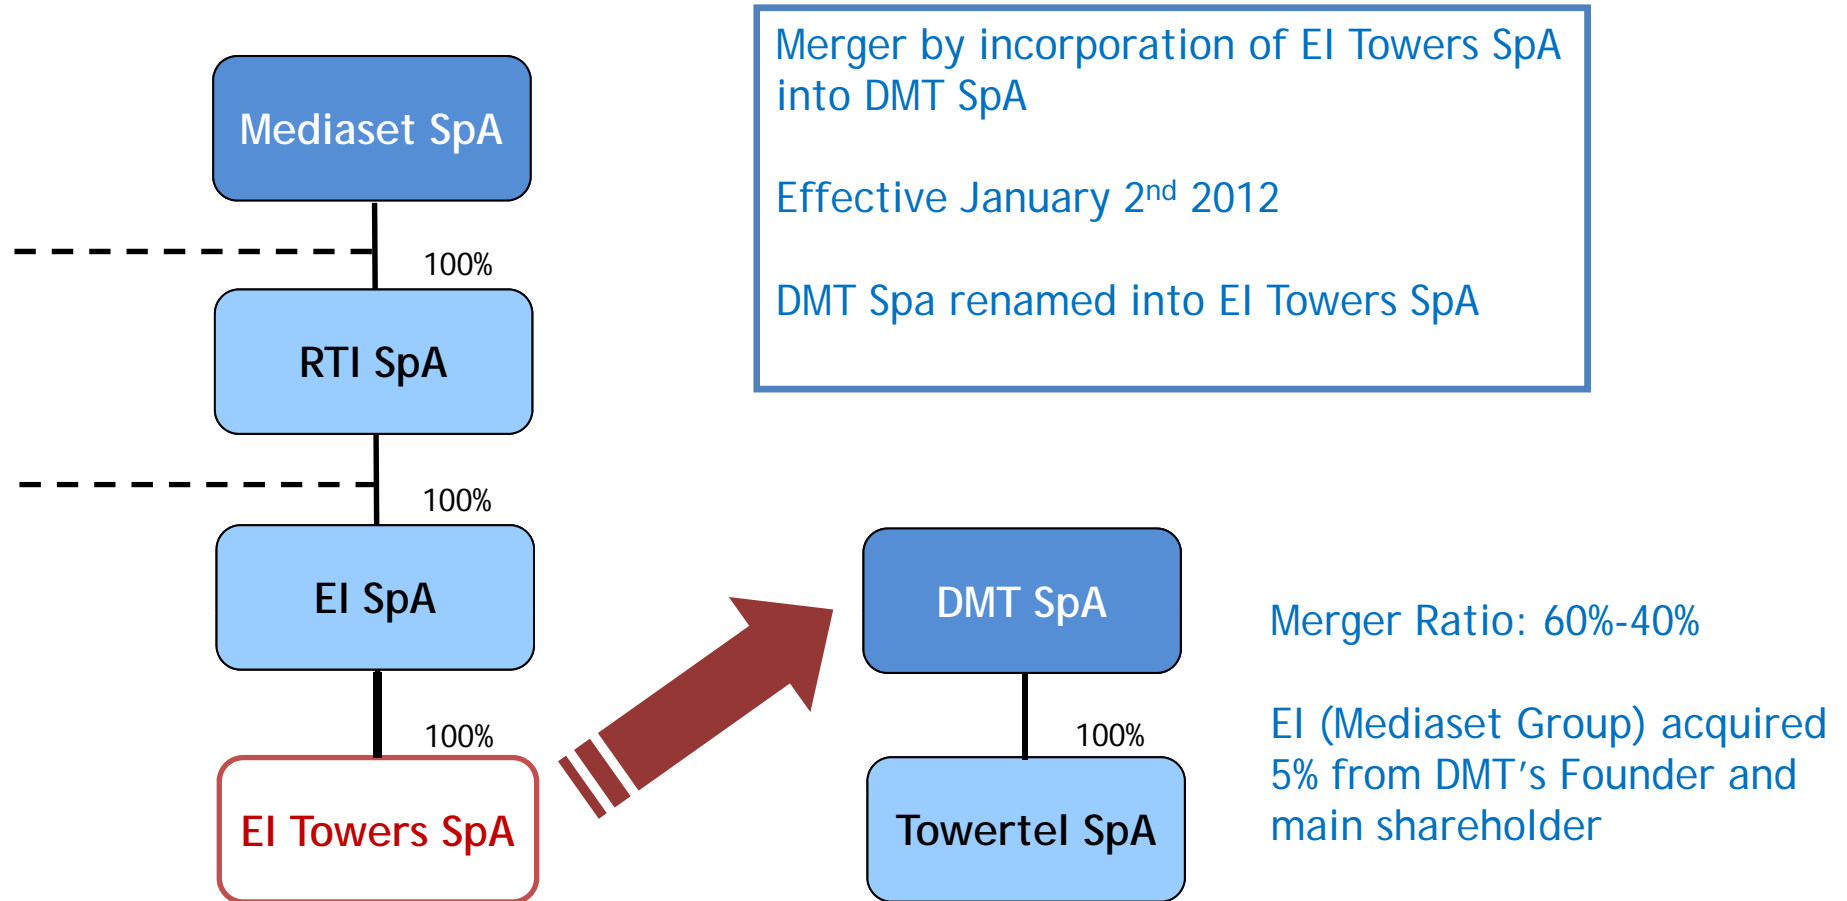 Merger by incorporation of EI Towers SpA
into DMT SpA
Effective January 2nd 2012
DMT Spa renamed into EI Towers SpA
Mediaset SpA
100%
RTI SpA
100%
EI SpA
100%
EI Towers SpA
DMT SpA
100%
Towertel SpA
Merger Ratio: 60%-40%
EI (Mediaset Group) acquired
5% from DMT’s Founder and
main shareholder